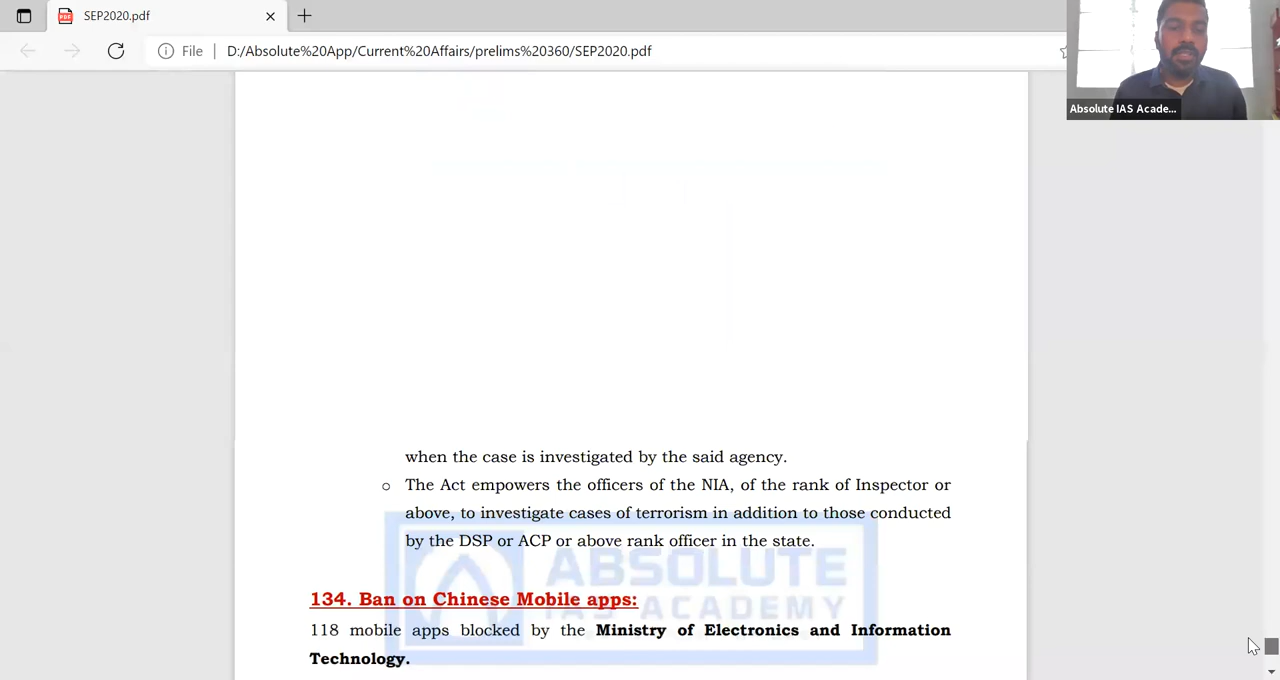 SEP2020.pdf
File | D:/Absolute%20App/Current%20Affairs/prelims%20360/SEP2020.pdf
Absolute IAS Acade...
when the case is investigated by the said agency.
o The Act empowers the officers of the NIA, of the rank of Inspector or
above, to investigate cases of terrorism in addition to those conducted
by the DSP or ACP or above rank officer in the state.
ABSOLUTE
IAS ACADEMY
134. Ban on Chinese Mobile apps:
118 mobile apps blocked by the Ministry of Electronics and Information
Technology.